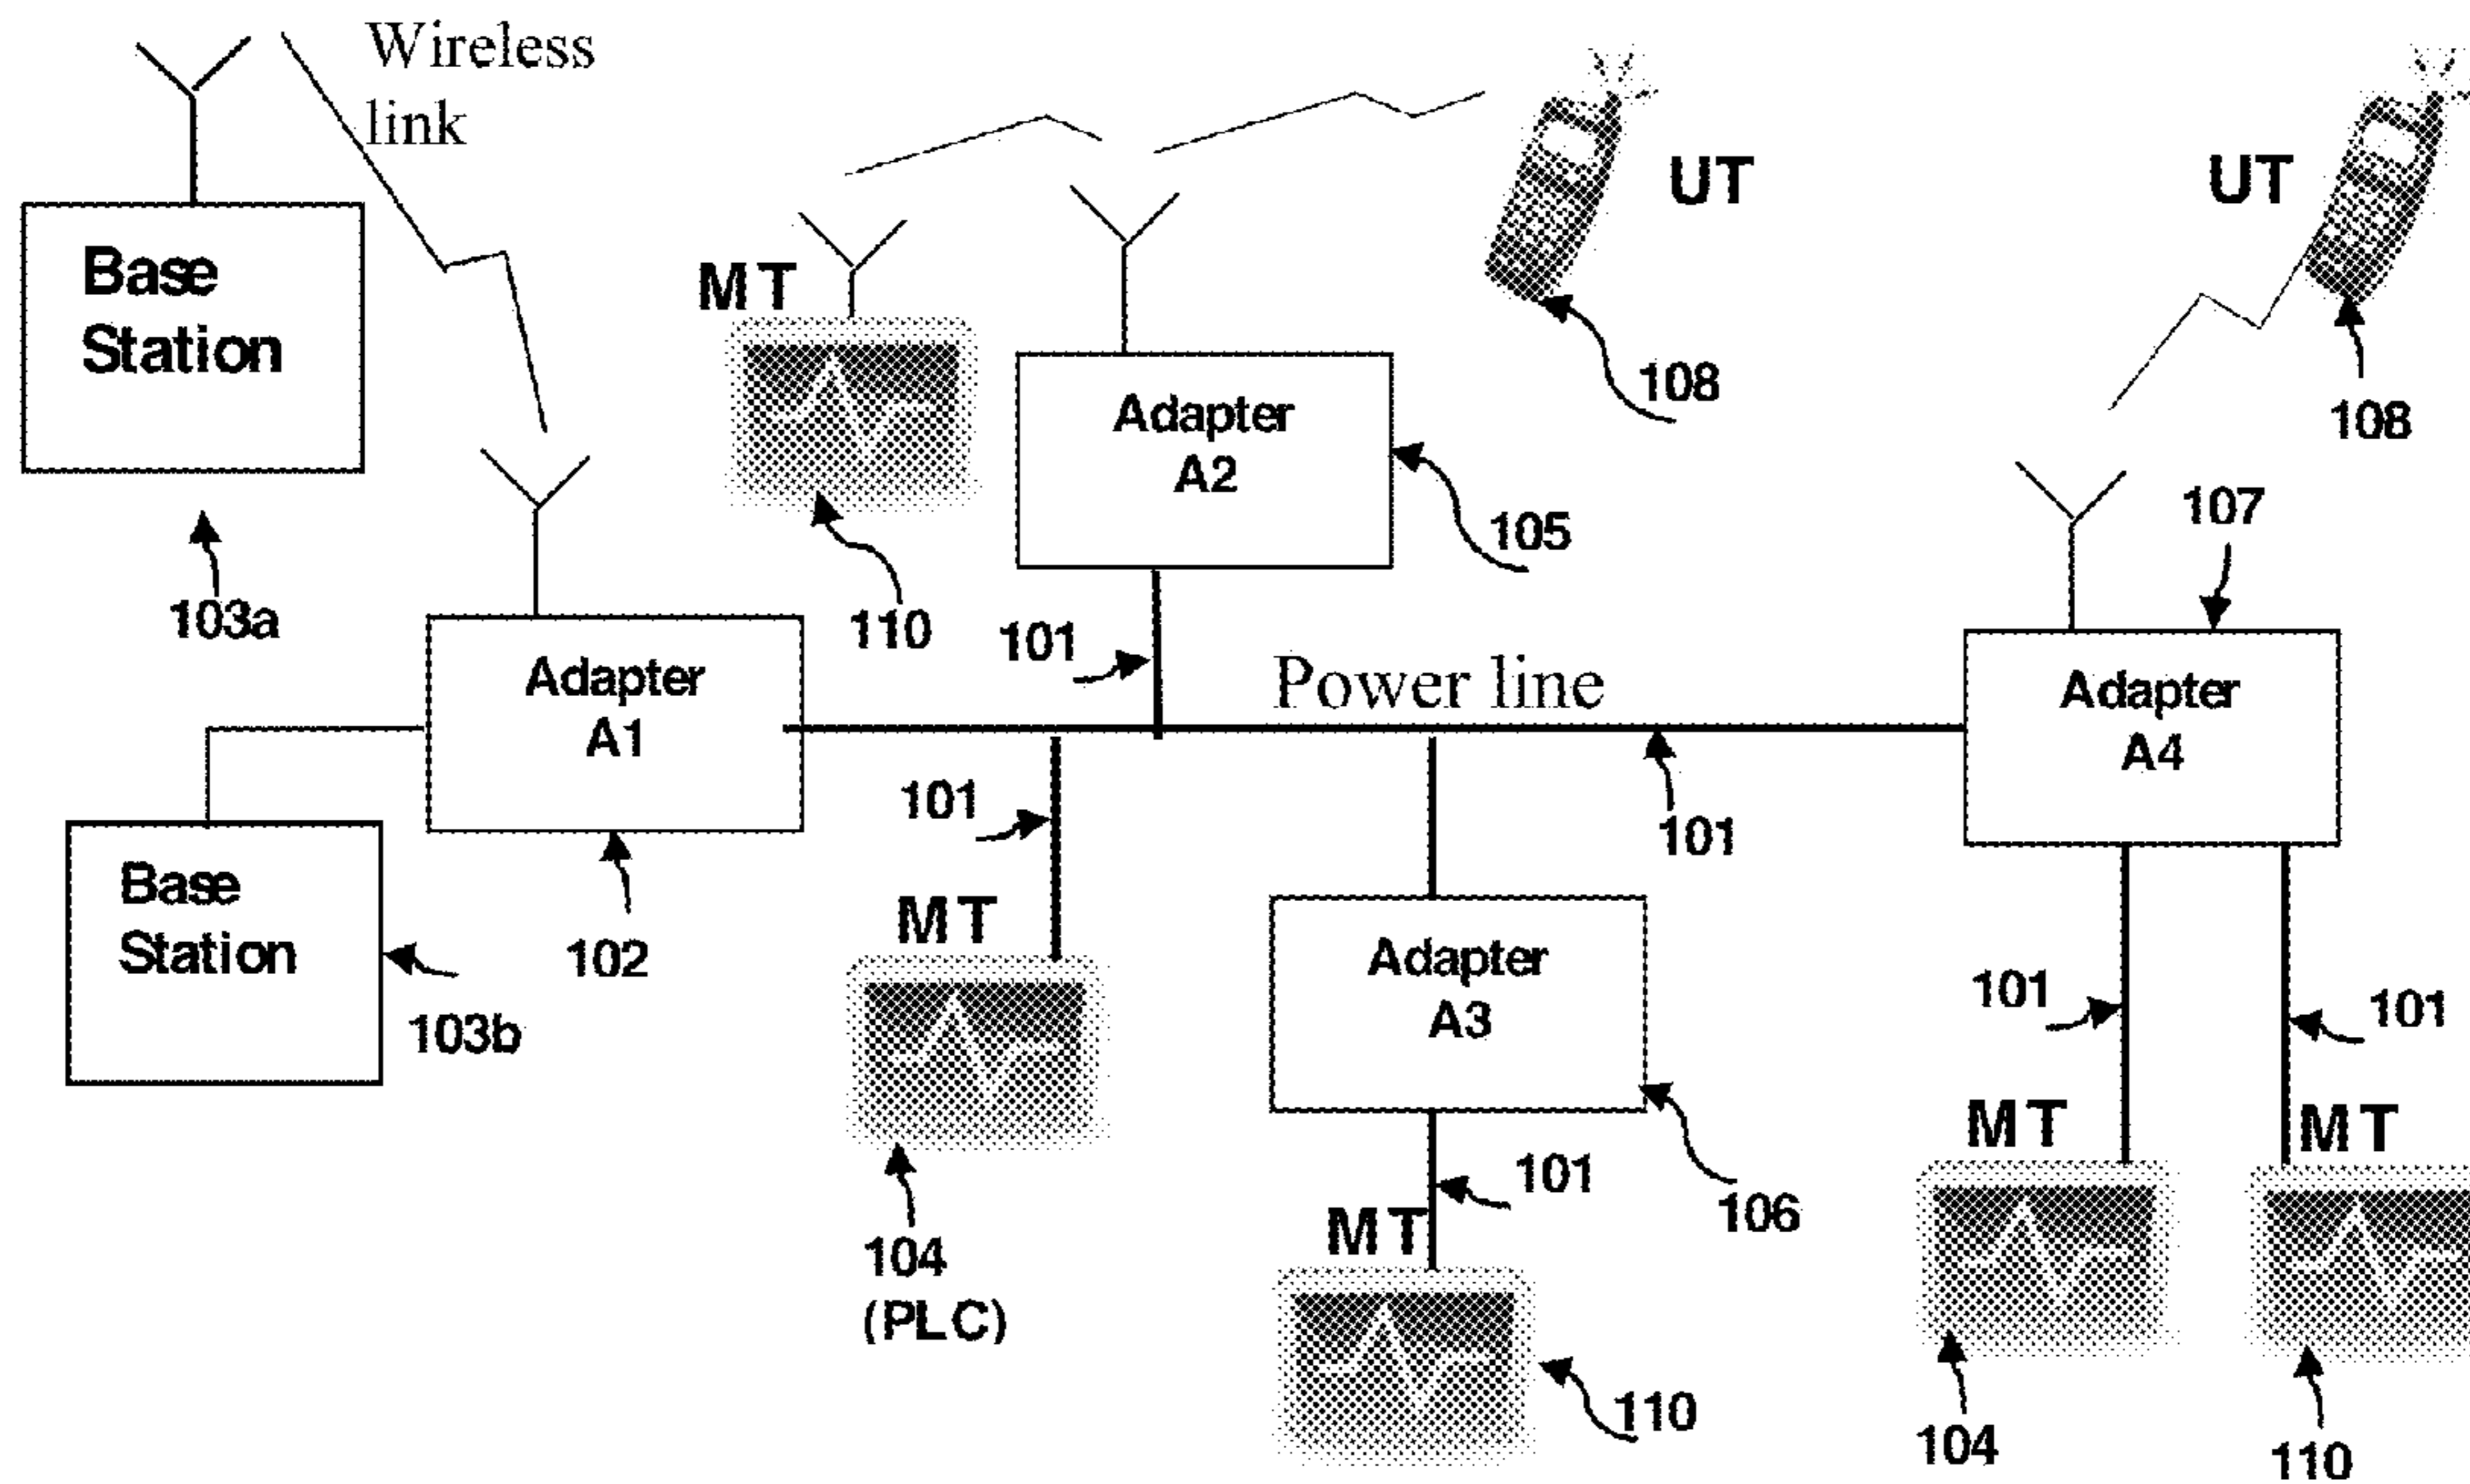 Wireless
link
Base
Station
103a
MT
110
Adapter
A2
105
UT
108
UT
108
107
101
Power line
Adapter
A1
102
Adapter
A4
101
101
Base
Station
103b
MT
104
(PLC)
Adapter
A3
106
101
MT
110
101
101
MT
MT
104
110